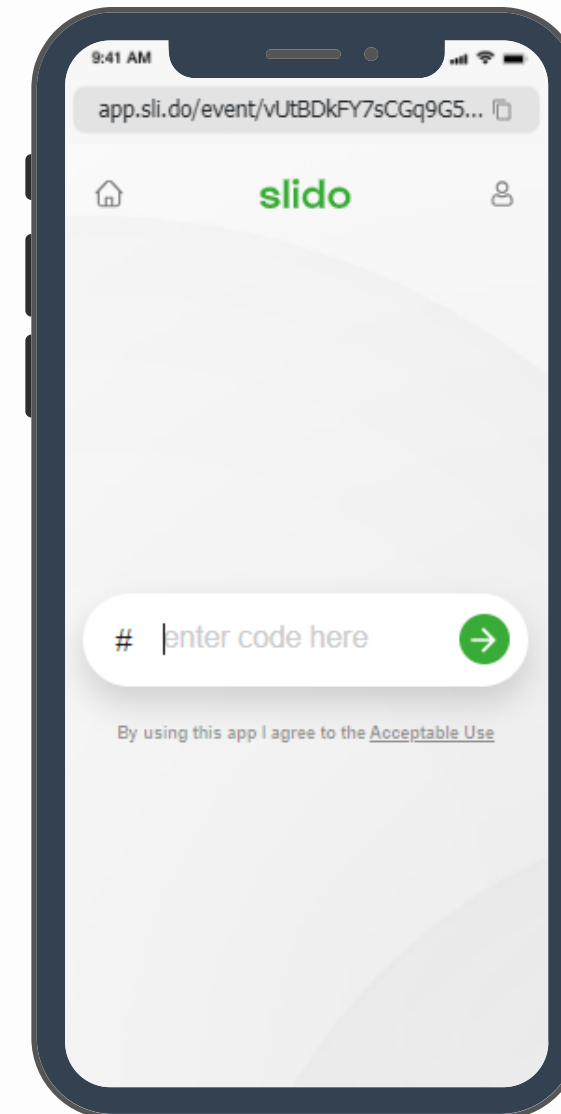 9:41 AM
app.sli.do/event/vUtBDkFY7sCGq9G5...
slido
# enter code here
By using this app I agree to the Acceptable Use